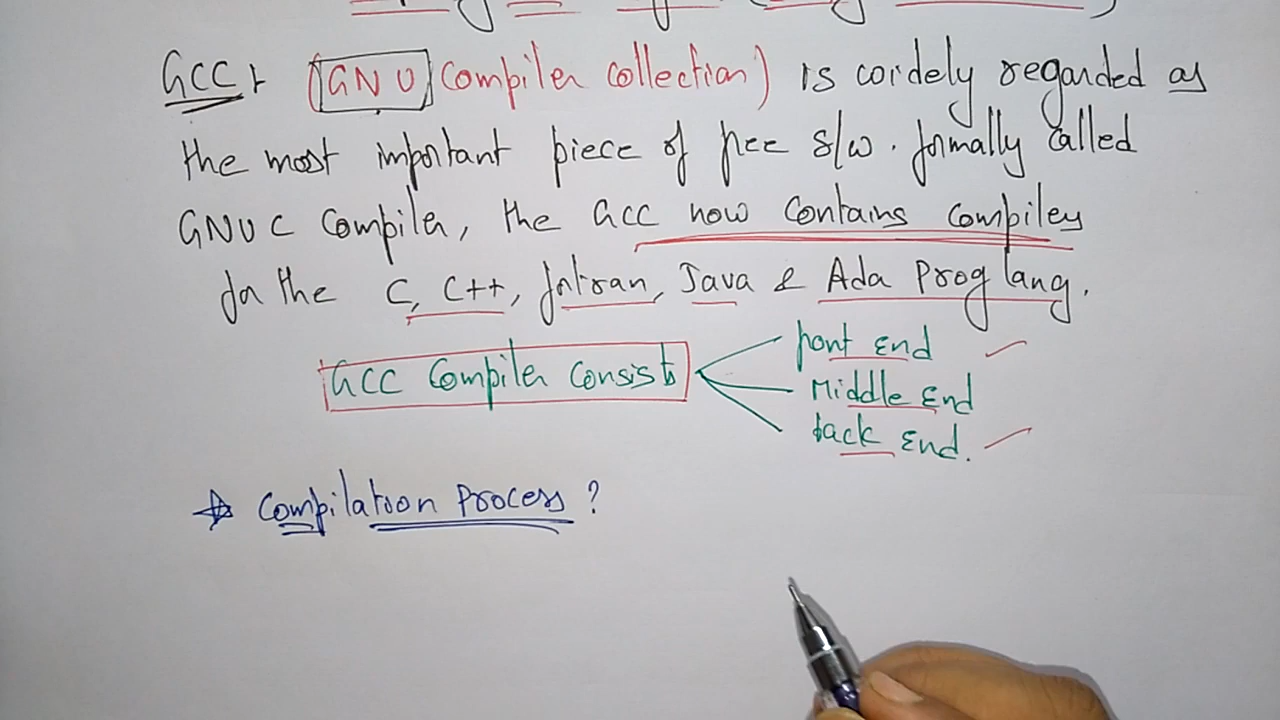 GCC: (GNU Compiler collection) is widely regarded as
the most important piece of free s/w. formally called
GNU C Compiler, the GCC now contains compilers
for the C, C++, fortran, Java & Ada Prog lang.
GCC Compiler Consists
front End
Middle End
back End.
Compilation Process?